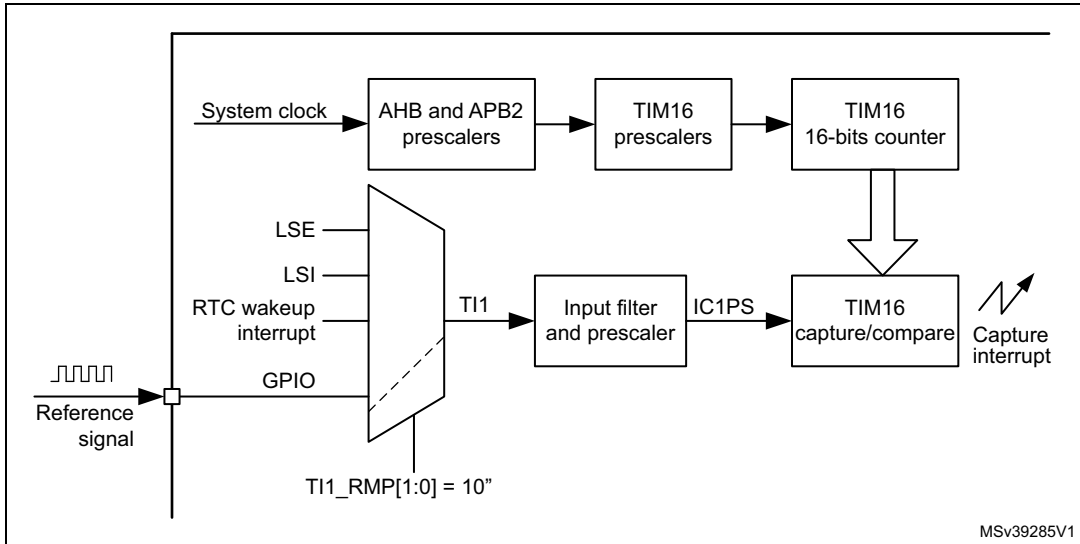 System clock
AHB and APB2
prescalers
TIM16
prescalers
TIM16
16-bits counter
LSE
LSI
RTC wakeup
interrupt
GPIO
TI1
Input filter
and prescaler
IC1PS
TIM16
capture/compare
Capture
interrupt
Reference
signal
TI1_RMP[1:0] = 10”
MSv39285V1